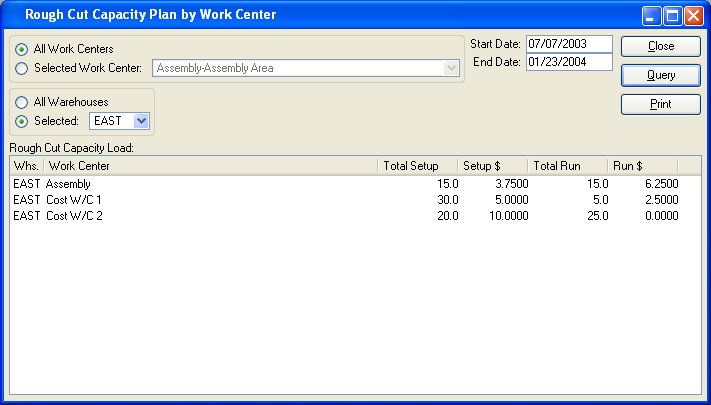 Rough Cut Capacity Plan by Work Center
All Work Centers
Selected Work Center: Assembly-Assembly Area
Start Date: 07/07/2003
End Date: 01/23/2004
Close
Query
Print
All Warehouses
Selected: EAST
Rough Cut Capacity Load:
Whs. Work Center Total Setup Setup $ Total Run Run $
EAST Assembly 15.0 3.7500 15.0 6.2500
EAST Cost W/C 1 30.0 5.0000 5.0 2.5000
EAST Cost W/C 2 20.0 10.0000 25.0 0.0000